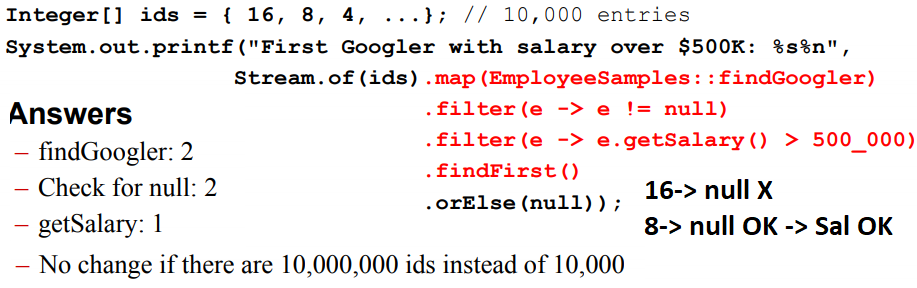 Integer[] ids = { 16, 8, 4, ...}; // 10,000 entries
System.out.printf("First Googler with salary over $500K: %s%n",
Stream.of(ids).map(EmployeeSamples::findGoogler)
.filter(e -> e != null)
.filter(e -> e.getSalary() > 500_000)
.findFirst()
.orElse(null));
Answers
– findGoogler: 2
– Check for null: 2
– getSalary: 1
– No change if there are 10,000,000 ids instead of 10,000
16-> null X
8-> null OK -> Sal OK